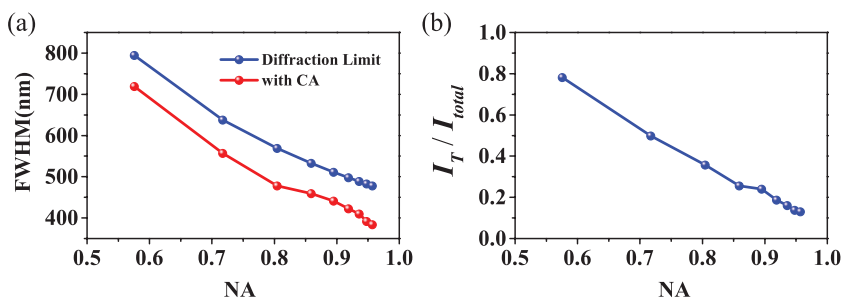 (a)
800
700
600
500
400
FWHM(nm)
Diffraction Limit
with CA
0.5 0.6 0.7 0.8 0.9 1.0
NA
(b)
1.0
0.8
0.6
0.4
0.2
0.0
I_T / I_total
0.5 0.6 0.7 0.8 0.9 1.0
NA